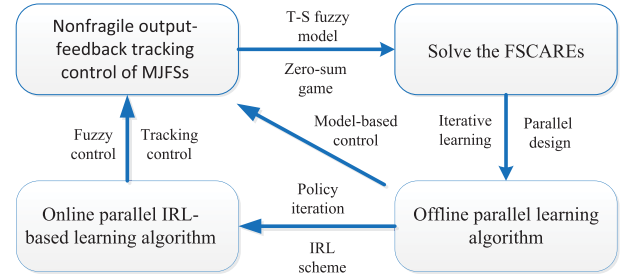 Nonfragile output-
feedback tracking
control of MJFSs
T-S fuzzy
model
Zero-sum
game
Solve the FSCAREs
Fuzzy
control
Tracking
control
Model-based
control
Iterative
learning
Parallel
design
Online parallel IRL-
based learning algorithm
Policy
iteration
IRL
scheme
Offline parallel learning
algorithm